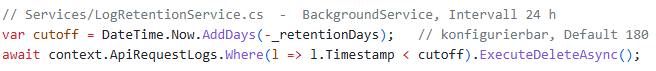 // Services/LogRetentionService.cs  -  BackgroundService, Intervall 24 h
var cutoff = DateTime.Now.AddDays(-_retentionDays);   // konfigurierbar, Default 180
await context.ApiRequestLogs.Where(l => l.Timestamp < cutoff).ExecuteDeleteAsync();